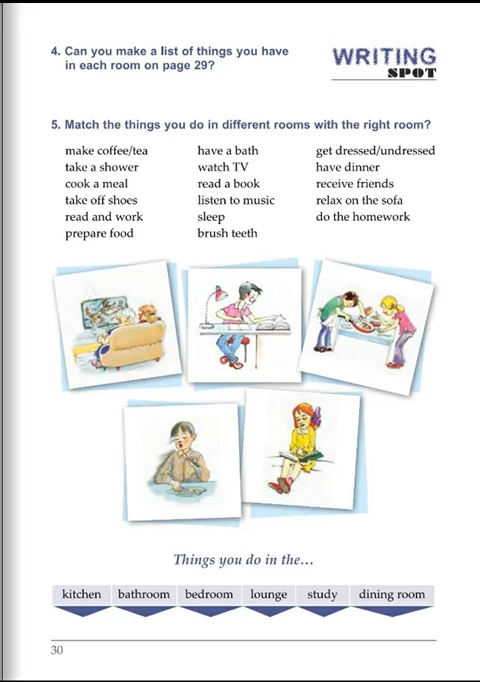 4. Can you make a list of things you have
in each room on page 29?
WRITING
SPOT
5. Match the things you do in different rooms with the right room?
make coffee/tea have a bath get dressed/undressed
take a shower watch TV have dinner
cook a meal read a book receive friends
take off shoes listen to music relax on the sofa
read and work sleep do the homework
prepare food brush teeth
Things you do in the...
kitchen bathroom bedroom lounge study dining room
30